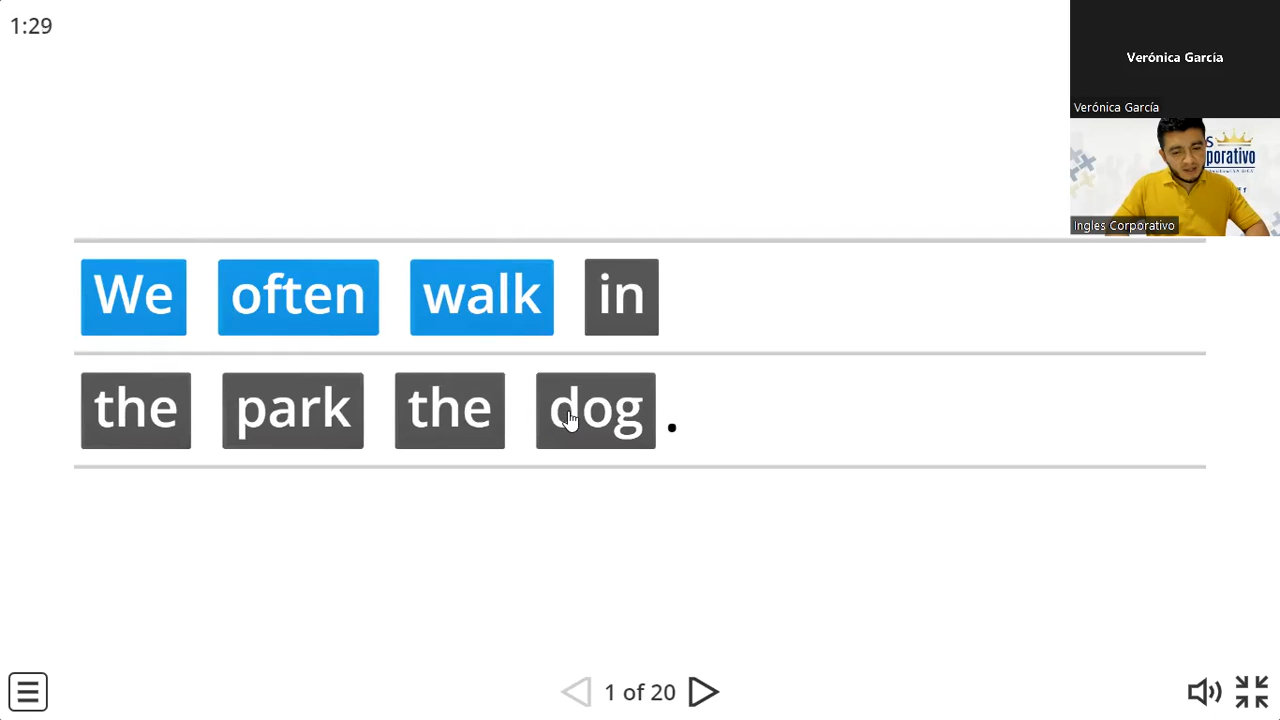 1:29
Verónica García
Verónica García
porativo
Ingles Corporativo
We often walk in
the park the dog .
1 of 20